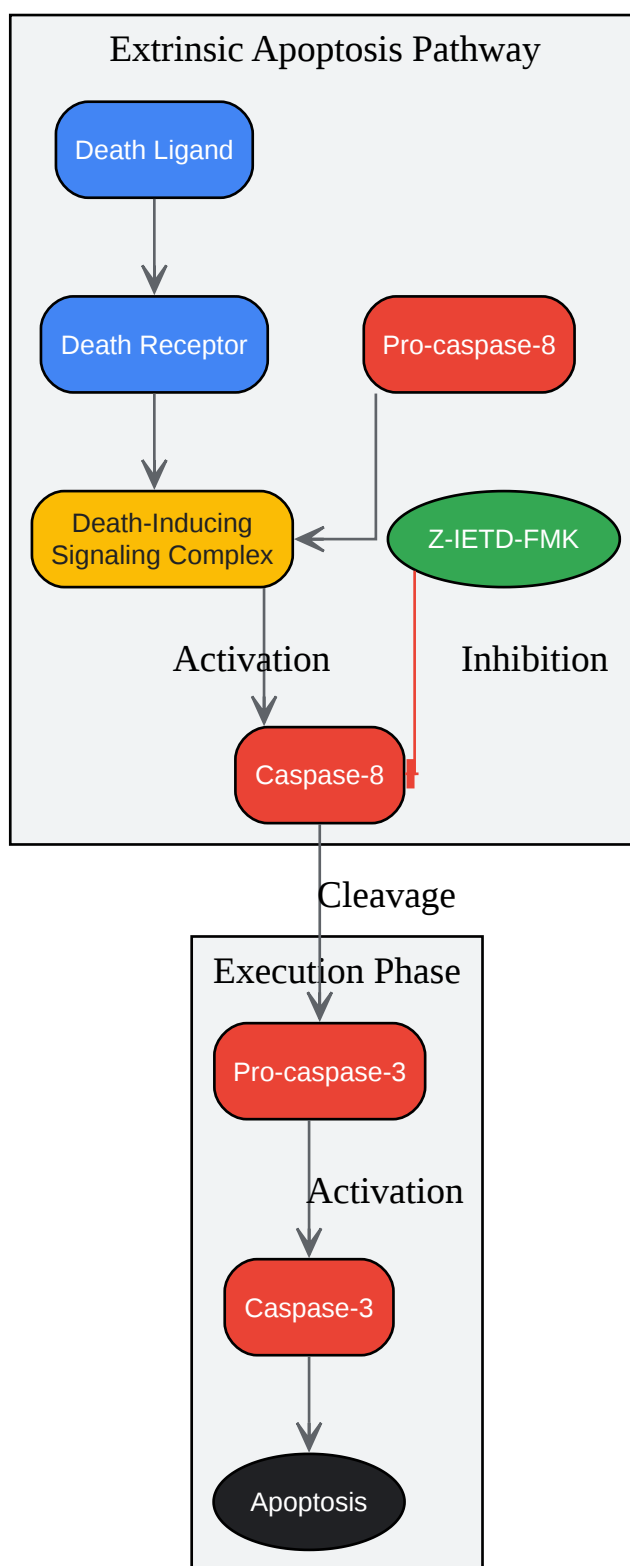 Extrinsic Apoptosis Pathway
Death Ligand
Death Receptor
Pro-caspase-8
Death-Inducing
Signaling Complex
Z-IETD-FMK
Activation
Inhibition
Caspase-8
Cleavage
Execution Phase
Pro-caspase-3
Activation
Caspase-3
Apoptosis